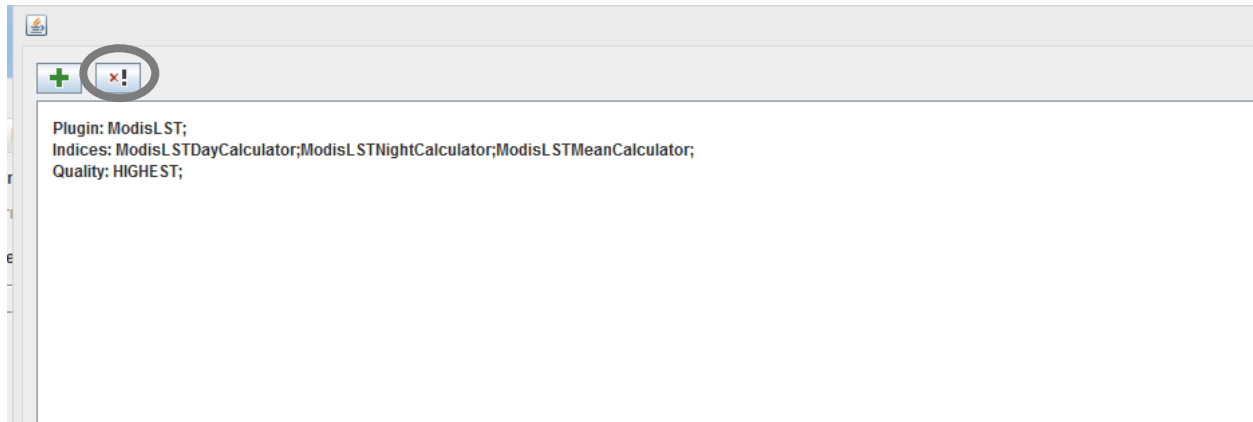 Plugin: ModisLST;
Indices: ModisLSTDayCalculator;ModisLSTNightCalculator;ModisLSTMeanCalculator;
Quality: HIGHEST;